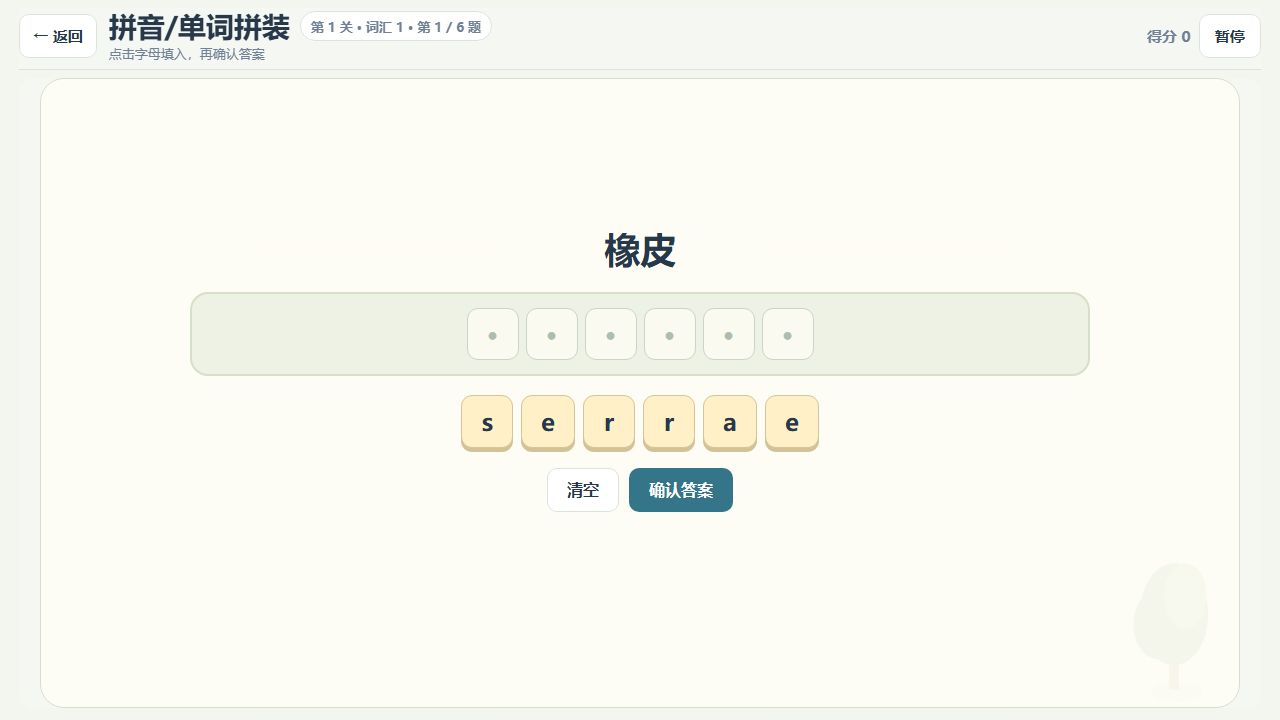 ← 返回
拼音/单词拼装
第 1 关 • 词汇 1 • 第 1 / 6 题
点击字母填入，再确认答案
得分 0
暂停
橡皮
• • • • • •
s e r r a e
清空
确认答案